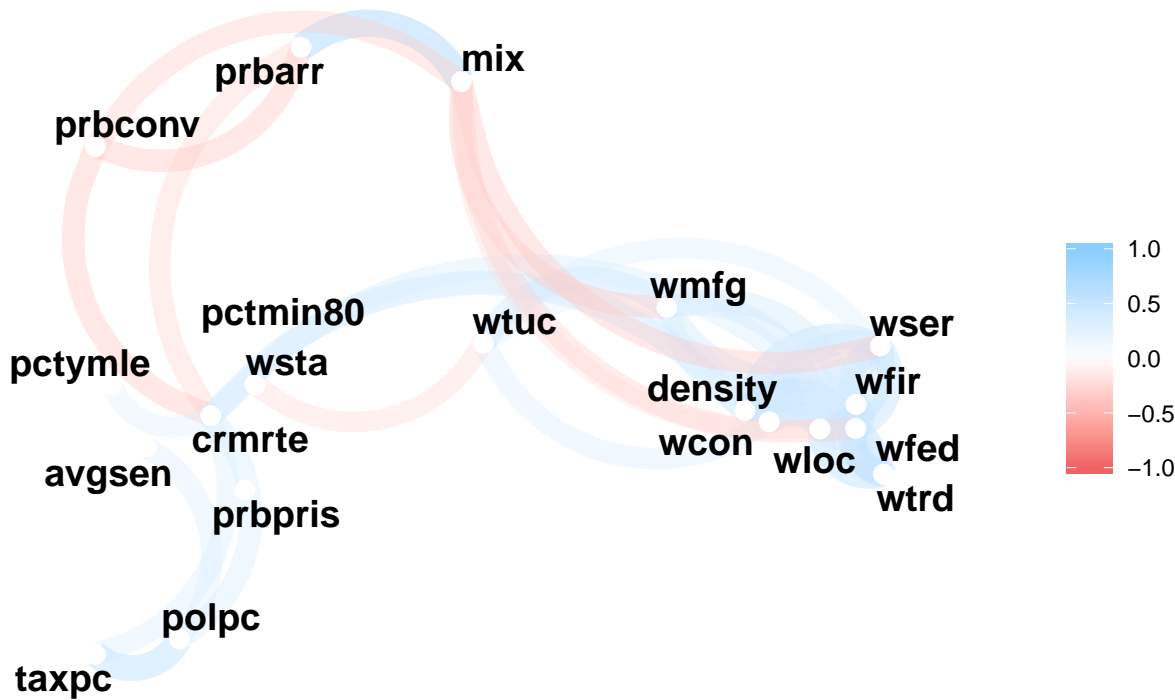 mix
prbarr
prbconv
wmfg
pctmin80
wtuc
wser
pctymle
wsta
wfir
density
crmrte
wcon
wloc
wfed
avgsen
wtrd
prbpris
polpc
taxpc
1.0
0.5
0.0
−0.5
−1.0